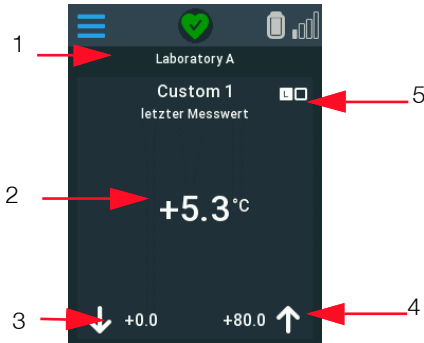 1
Laboratory A
Custom 1
L
5
letzter Messwert
2
+5.3°C
3
+0.0
+80.0
4